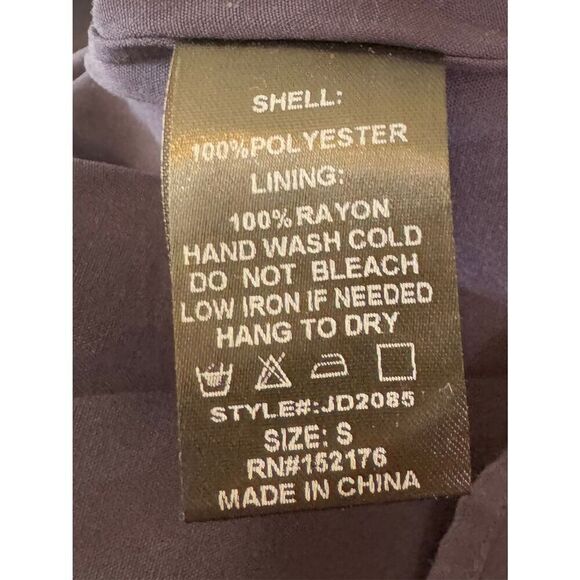 SHELL:
100%POLYESTER
LINING:
100% RAYON
HAND WASH COLD
DO NOT BLEACH
LOW IRON IF NEEDED
HANG TO DRY
STYLE#:JD2085
SIZE: S
RN#152176
MADE IN CHINA